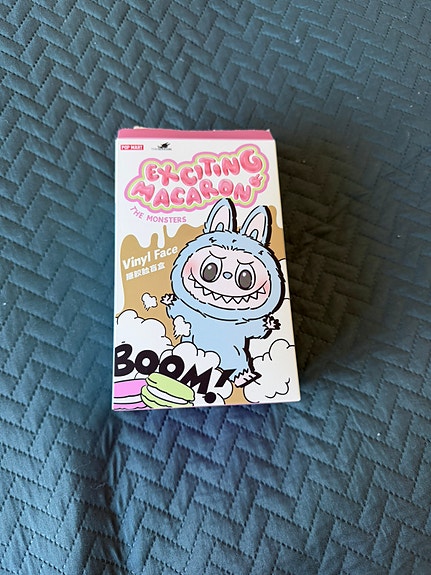 POP MART
EXCITING
MACARON
THE MONSTERS
Vinyl Face
搪胶脸盲盒
BOOM!